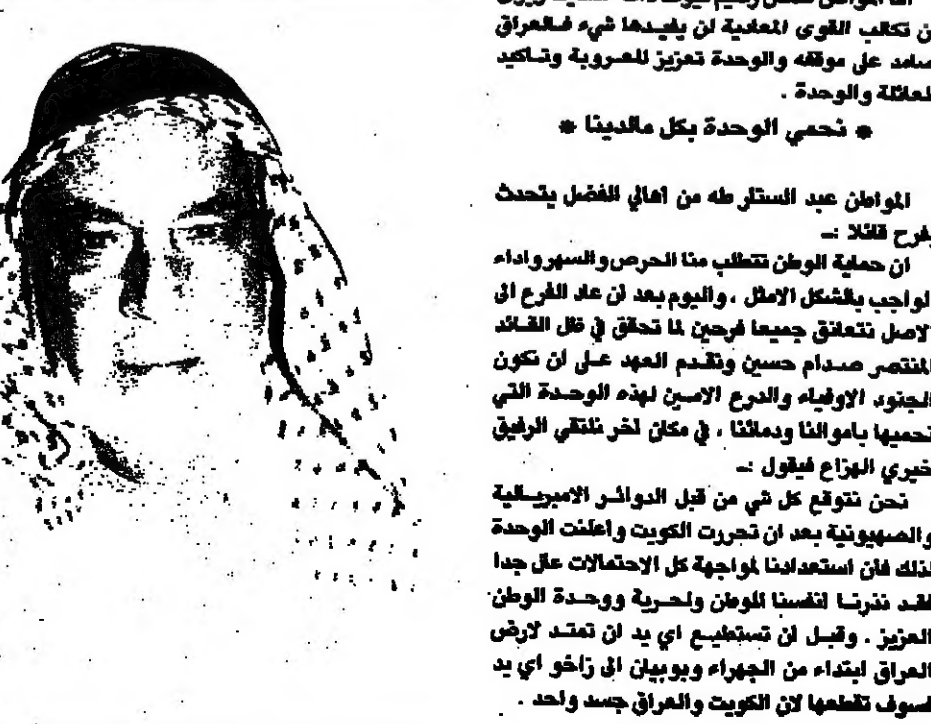 ن تكالب القوى المعادية لن يفيدها شيء فالعراق
صامد على موقفه والوحدة تعزيز للعروبة وتاكيد
للعائلة والوحدة .
* نحمي الوحدة بكل مالدينا *
المواطن عبد الستار طه من اهالي الفضل يتحدث
بفرح قائلا :ـ
ان حماية الوطن تتطلب منا الحرص والسهر واداء
الواجب بالشكل الامثل ، واليوم بعد ان عاد الفرع الى
الاصل نتعانق جميعا فرحين لما تحقق في ظل القائد
المنتصر صدام حسين ونقدم العهد على ان نكون
الجنود الاوفياء والدرع الامين لهذه الوحدة التي
نحميها باموالنا ودمائنا ، في مكان اخر نلتقي الرفيق
خيري الهزاع فيقول :ـ
نحن نتوقع كل شي من قبل الدوائر الامبريالية
والصهيونية بعد ان تحررت الكويت واعلنت الوحدة
لذلك فأن استعدادنا لمواجهة كل الاحتمالات عال جدا
لقد نذرنا انفسنا للوطن ولحرية ووحدة الوطن
العزيز . وقبل ان تستطيع اي يد ان تمتد لارض
العراق ابتداء من الجهراء وبوبيان الى زاخو اي يد
فسوف نقطعها لان الكويت والعراق جسد واحد .